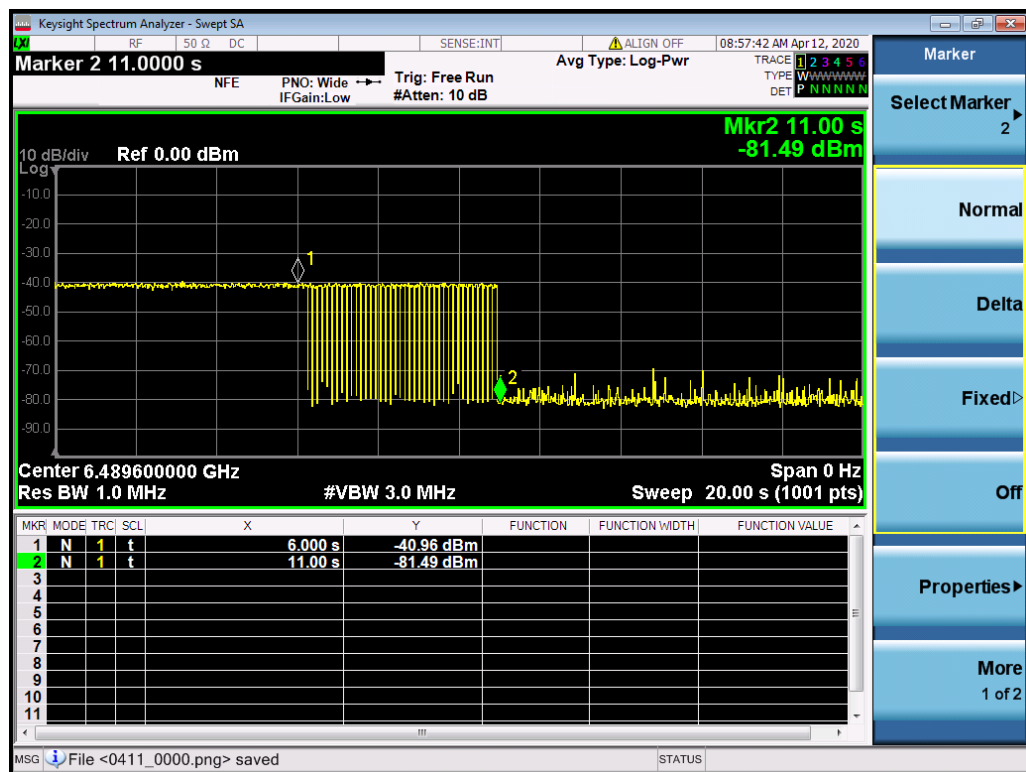 Keysight Spectrum Analyzer - Swept SA
LXI RF 50 Ω DC SENSE:INT ALIGN OFF 08:57:42 AM Apr 12, 2020
Marker 2 11.0000 s
NFE
PNO: Wide
IFGain:Low
Trig: Free Run
#Atten: 10 dB
Avg Type: Log-Pwr
TRACE 1 2 3 4 5 6
TYPE WWWWWW
DET P N N N N N
Mkr2 11.00 s
-81.49 dBm
10 dB/div Ref 0.00 dBm
Log
-10.0
-20.0
-30.0
-40.0
-50.0
-60.0
-70.0
-80.0
-90.0
1
2
Center 6.489600000 GHz Span 0 Hz
Res BW 1.0 MHz #VBW 3.0 MHz Sweep 20.00 s (1001 pts)
MKR MODE TRC SCL X Y FUNCTION FUNCTION WIDTH FUNCTION VALUE
1 N 1 t 6.000 s -40.96 dBm
2 N 1 t 11.00 s -81.49 dBm
3
4
5
6
7
8
9
10
11
MSG File <0411_0000.png> saved STATUS
Marker
Select Marker
2
Normal
Delta
Fixed
Off
Properties
More
1 of 2